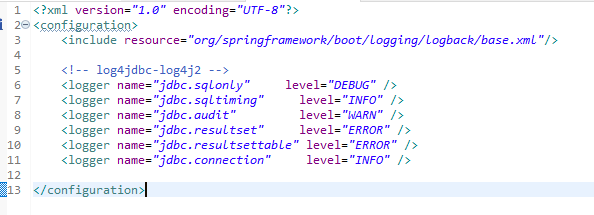 1 <?xml version="1.0" encoding="UTF-8"?>
2 <configuration>
3 <include resource="org/springframework/boot/logging/logback/base.xml"/>
4
5 <!-- log4jdbc-log4j2 -->
6 <logger name="jdbc.sqlonly" level="DEBUG" />
7 <logger name="jdbc.sqltiming" level="INFO" />
8 <logger name="jdbc.audit" level="WARN" />
9 <logger name="jdbc.resultset" level="ERROR" />
10 <logger name="jdbc.resultsettable" level="ERROR" />
11 <logger name="jdbc.connection" level="INFO" />
12
13 </configuration>